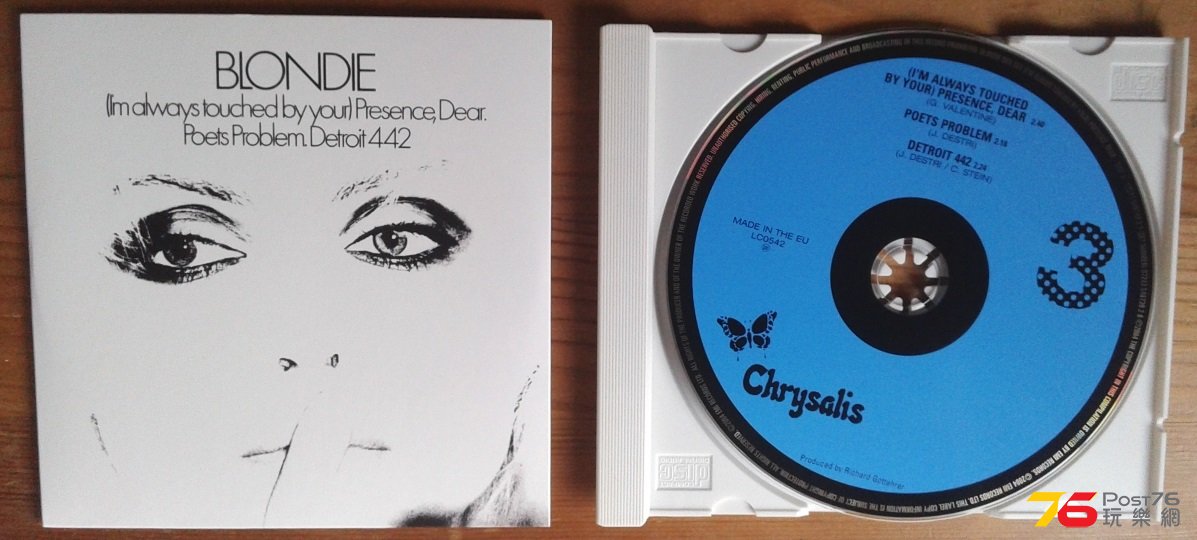 BLONDIE
(I'm always touched by your) Presence, Dear.
Poets Problem. Detroit 442
(I'M ALWAYS TOUCHED
BY YOUR) PRESENCE, DEAR 2.40
(G. VALENTINE)
POETS PROBLEM 2.18
(J. DESTRI)
DETROIT 442 2.24
(J. DESTRI / C. STEIN)
MADE IN THE EU
LC0542
3
Chrysalis
Produced by Richard Gottehrer
76 Post76
玩樂網